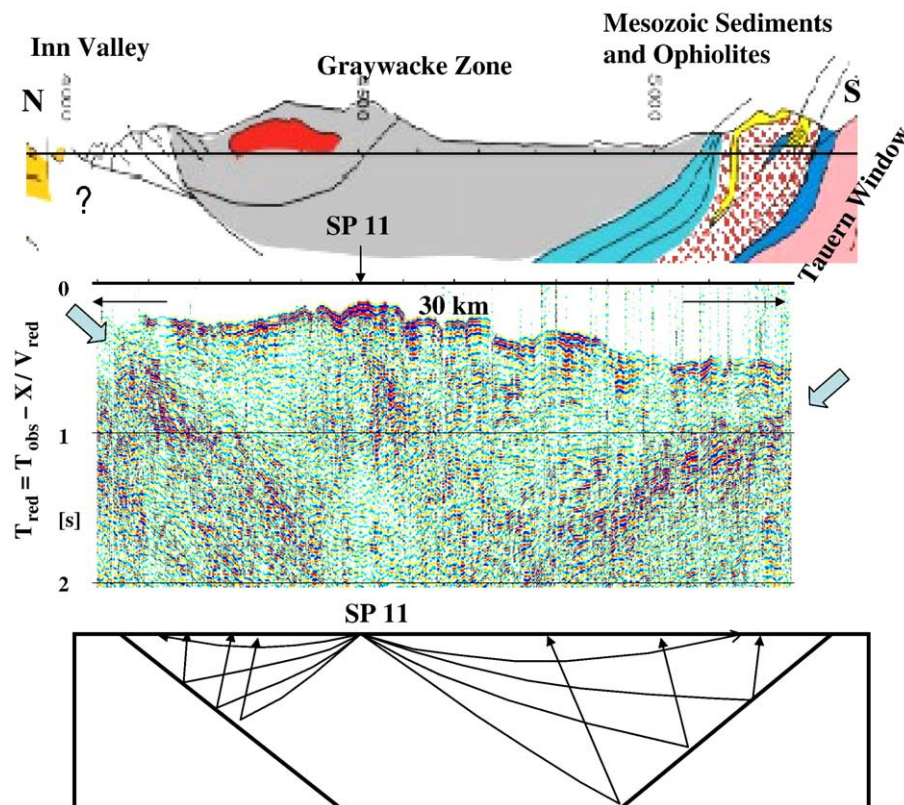 Inn Valley
Mesozoic Sediments
and Ophiolites
Graywacke Zone
N
S
5000
?
SP 11
Tauern Window
0
30 km
1
[s]
2
T_red = T_obs – X / V_red
SP 11